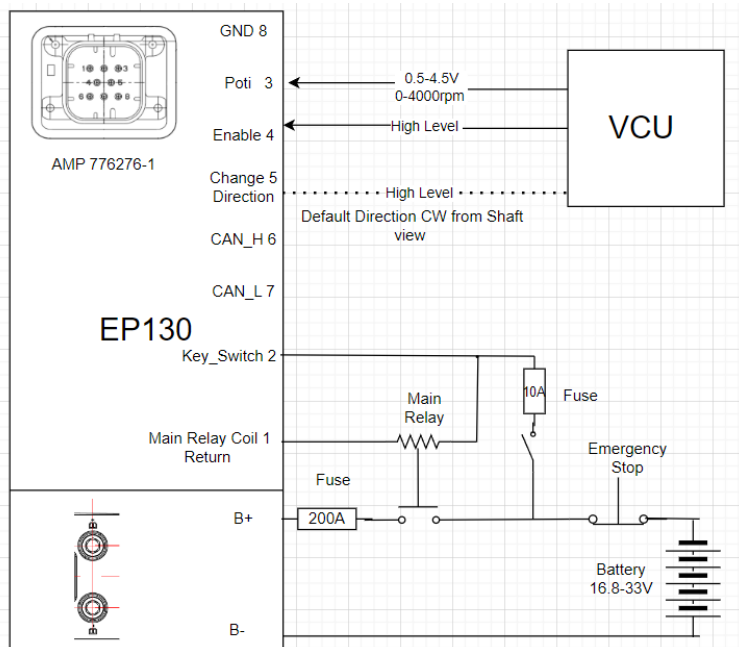 GND 8
Poti 3
0.5-4.5V
0-4000rpm
Enable 4
High Level
VCU
AMP 776276-1
Change 5
Direction
High Level
Default Direction CW from Shaft
view
CAN_H 6
CAN_L 7
EP130
Key_Switch 2
10A
Fuse
Main
Relay
Main Relay Coil 1
Return
Emergency
Stop
Fuse
B+
200A
Battery
16.8-33V
B-